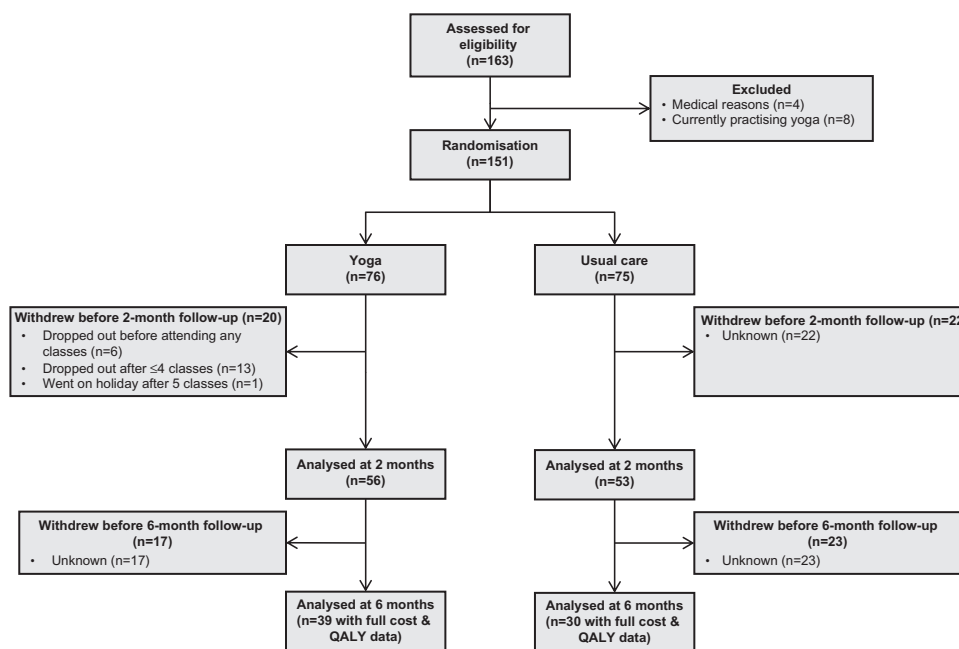 Assessed for
eligibility
(n=163)
Excluded
• Medical reasons (n=4)
• Currently practising yoga (n=8)
Randomisation
(n=151)
Yoga
(n=76)
Usual care
(n=75)
Withdrew before 2-month follow-up (n=20)
• Dropped out before attending any
classes (n=6)
• Dropped out after ≤4 classes (n=13)
• Went on holiday after 5 classes (n=1)
Withdrew before 2-month follow-up (n=22
• Unknown (n=22)
Analysed at 2 months
(n=56)
Analysed at 2 months
(n=53)
Withdrew before 6-month follow-up
(n=17)
• Unknown (n=17)
Withdrew before 6-month follow-up
(n=23)
• Unknown (n=23)
Analysed at 6 months
(n=39 with full cost &
QALY data)
Analysed at 6 months
(n=30 with full cost &
QALY data)